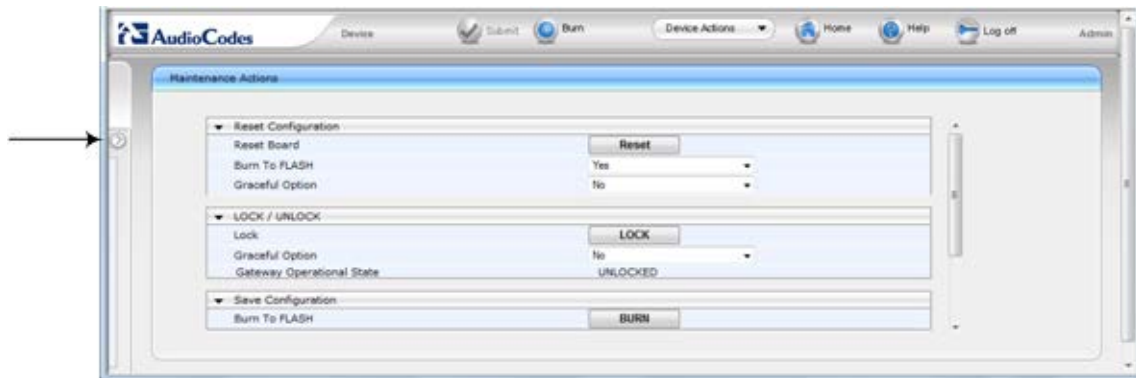 AudioCodes Device Submit Burn Device Actions Home Help Log off Admin
Maintenance Actions
Reset Configuration
Reset Board Reset
Burn To FLASH Yes
Graceful Option No
LOCK / UNLOCK
Lock LOCK
Graceful Option No
Gateway Operational State UNLOCKED
Save Configuration
Burn To FLASH BURN